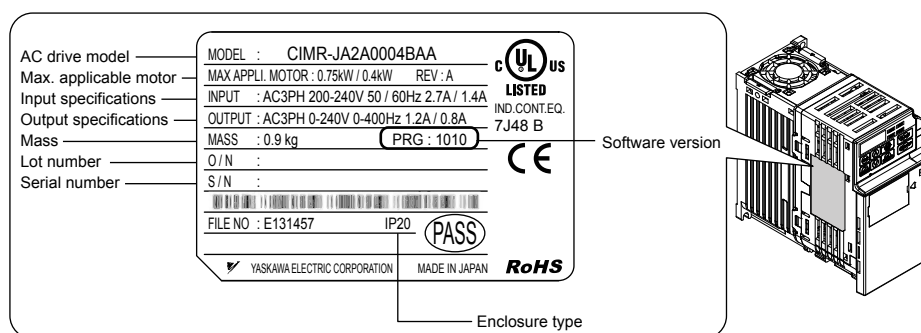 AC drive model
Max. applicable motor
Input specifications
Output specifications
Mass
Lot number
Serial number
MODEL : CIMR-JA2A0004BAA
MAX APPLI. MOTOR : 0.75kW / 0.4kW REV : A
INPUT : AC3PH 200-240V 50 / 60Hz 2.7A / 1.4A
OUTPUT : AC3PH 0-240V 0-400Hz 1.2A / 0.8A
MASS : 0.9 kg PRG : 1010
O / N :
S / N :
FILE NO : E131457 IP20
PASS
YASKAWA ELECTRIC CORPORATION MADE IN JAPAN
C UL US
LISTED
IND.CONT.EQ.
7J48 B
CE
RoHS
Software version
Enclosure type